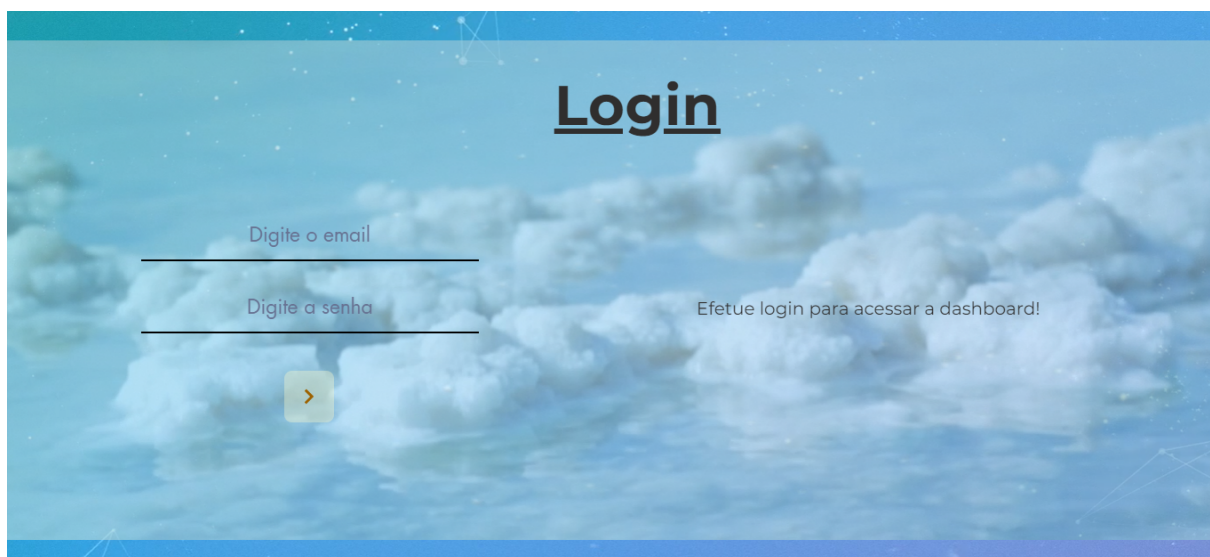 Login
Digite o email
Digite a senha
Efetue login para acessar a dashboard!